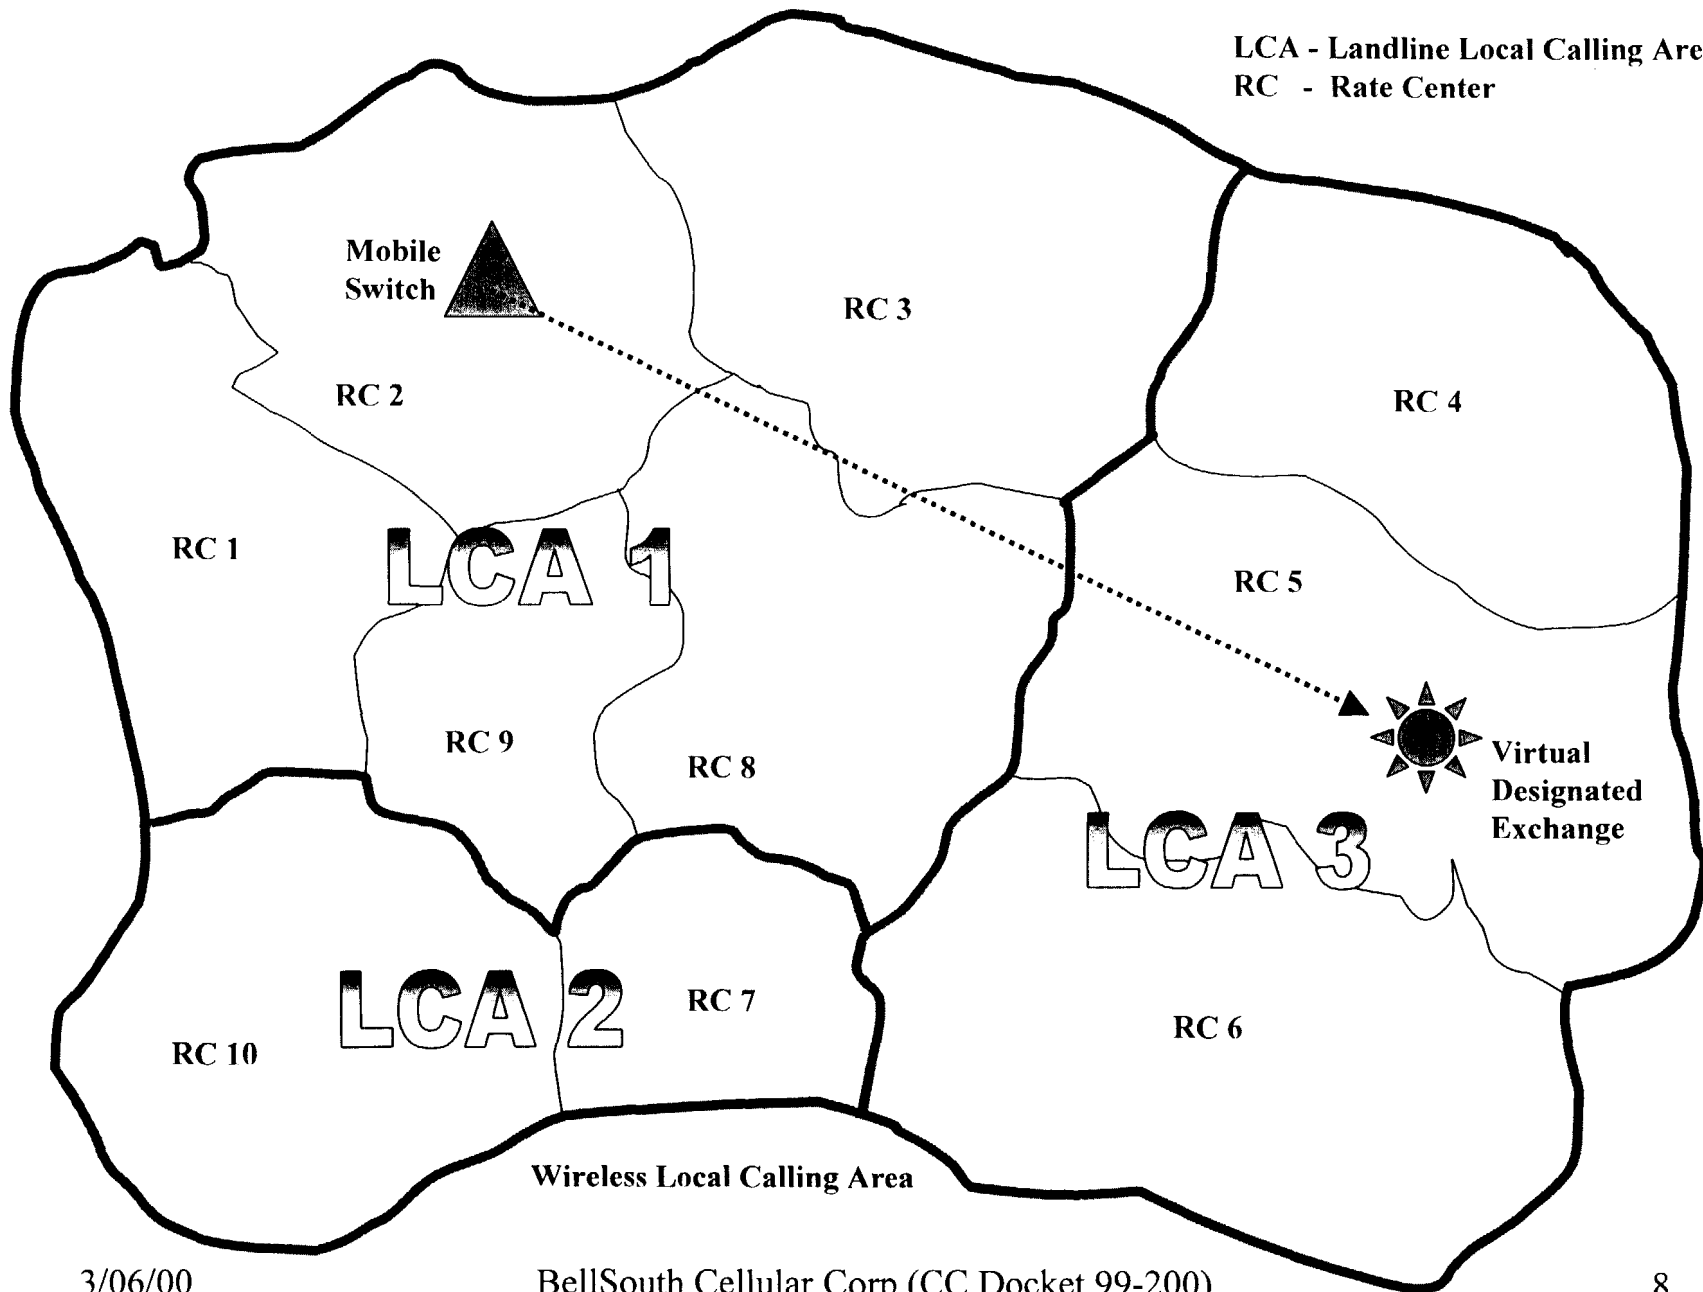 LCA - Landline Local Calling Are
RC - Rate Center
Mobile
Switch
RC 3
RC 2
RC 4
RC 1
LCA 1
RC 5
RC 9
RC 8
Virtual
Designated
Exchange
LCA 3
LCA 2
RC 7
RC 10
RC 6
Wireless Local Calling Area
3/06/00
BellSouth Cellular Corp (CC Docket 99-200)
8